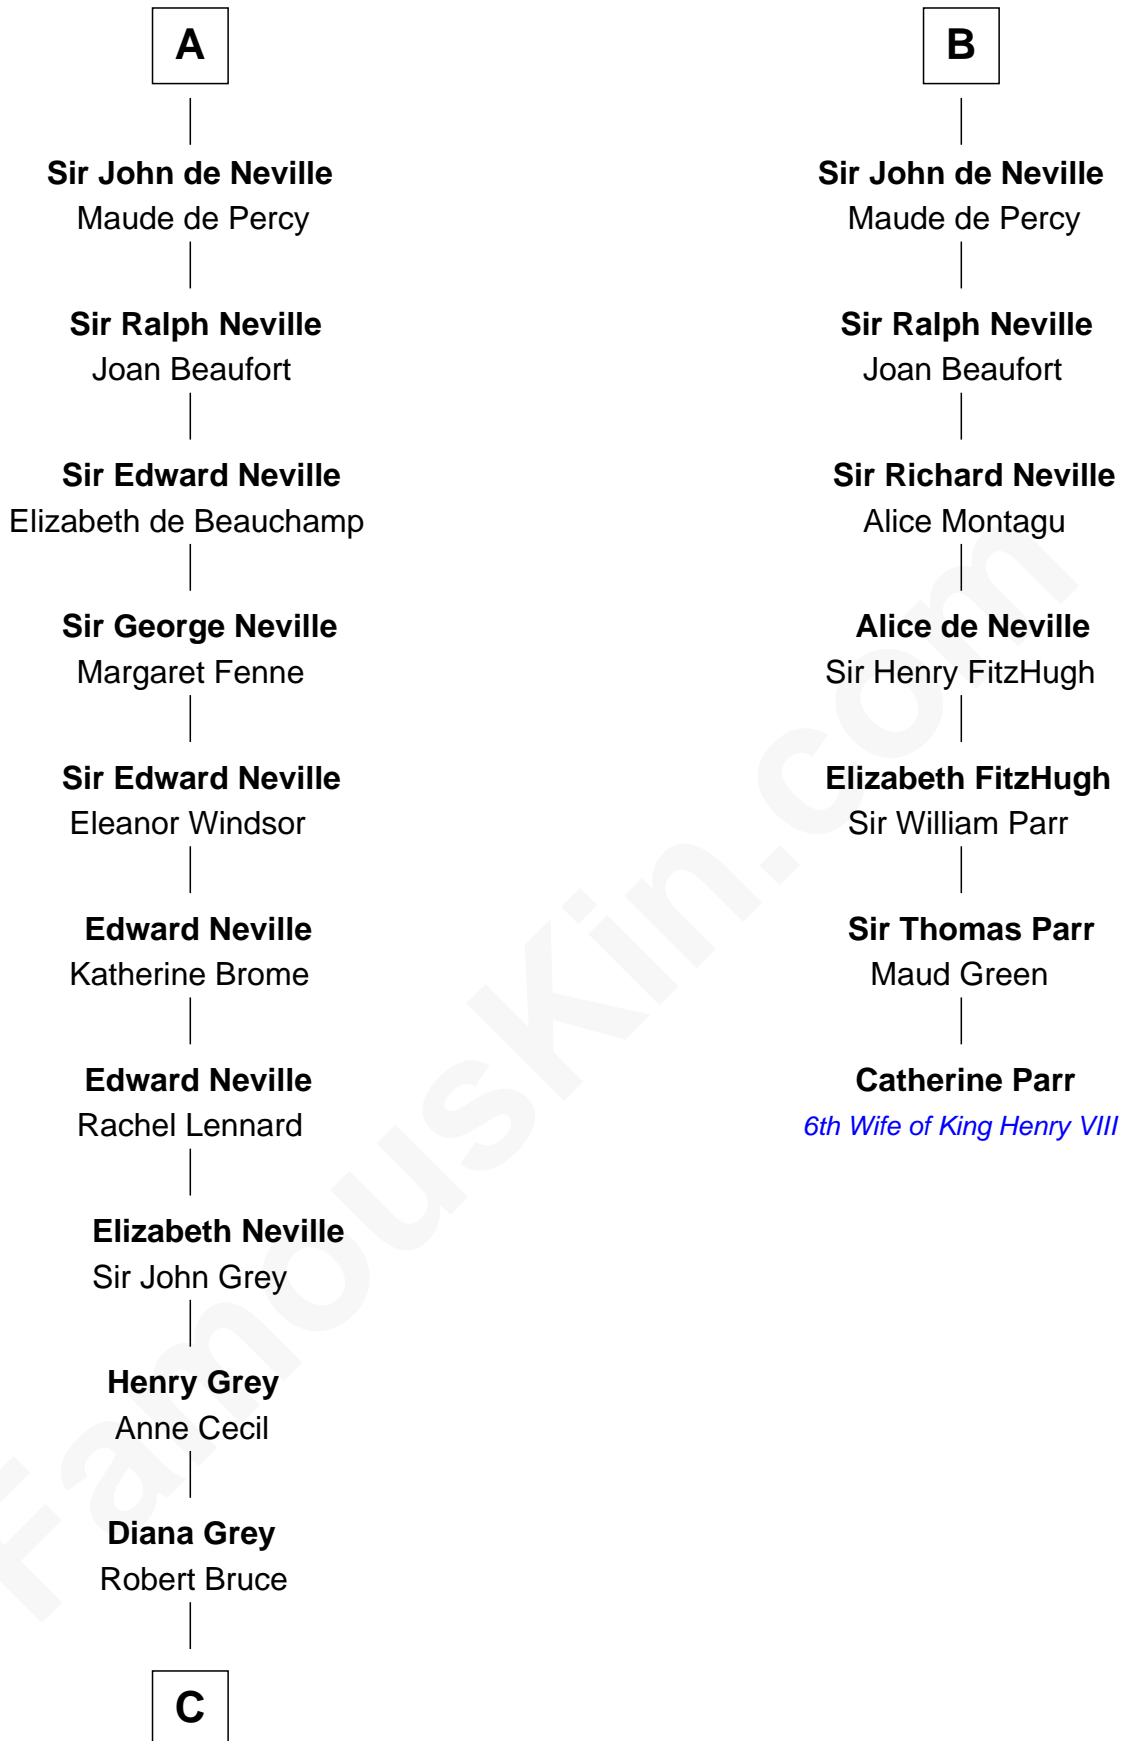 A
Sir John de Neville
Maude de Percy
Sir Ralph Neville
Joan Beaufort
Sir Edward Neville
Elizabeth de Beauchamp
Sir George Neville
Margaret Fenne
Sir Edward Neville
Eleanor Windsor
Edward Neville
Katherine Brome
Edward Neville
Rachel Lennard
Elizabeth Neville
Sir John Grey
Henry Grey
Anne Cecil
Diana Grey
Robert Bruce
C
B
Sir John de Neville
Maude de Percy
Sir Ralph Neville
Joan Beaufort
Sir Richard Neville
Alice Montagu
Alice de Neville
Sir Henry FitzHugh
Elizabeth FitzHugh
Sir William Parr
Sir Thomas Parr
Maud Green
Catherine Parr
6th Wife of King Henry VIII
FamousKin.com